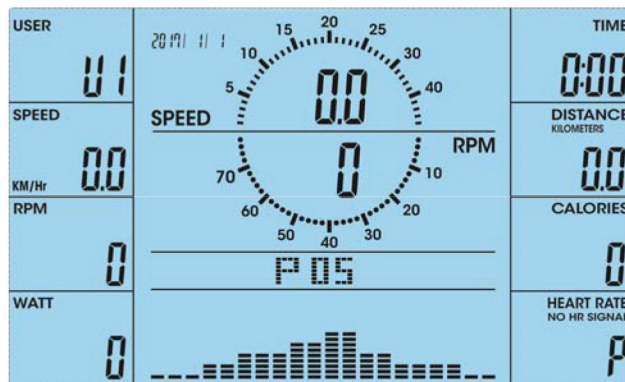 USER
U1
SPEED
KM/Hr 0.0
RPM
0
WATT
0
2017/ 1/ 1
5 10 15 20 25 30 40
SPEED 0.0
RPM
0
70 60 50 40 30 20 10
P 05
TIME
0:00
DISTANCE
KILOMETERS
0.0
CALORIES
0
HEART RATE
NO HR SIGNAL
P